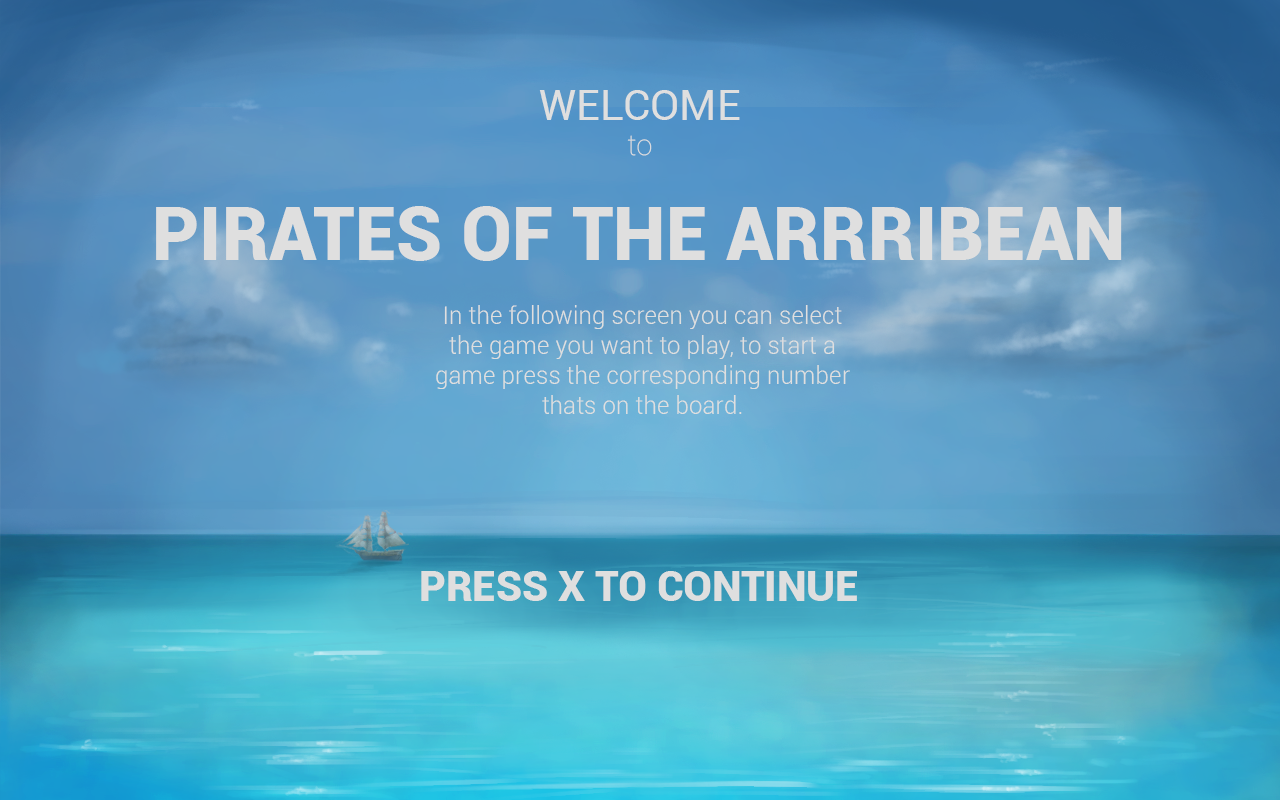 WELCOME
to
PIRATES OF THE ARRRIBEAN
In the following screen you can select
the game you want to play, to start a
game press the corresponding number
thats on the board.
PRESS X TO CONTINUE